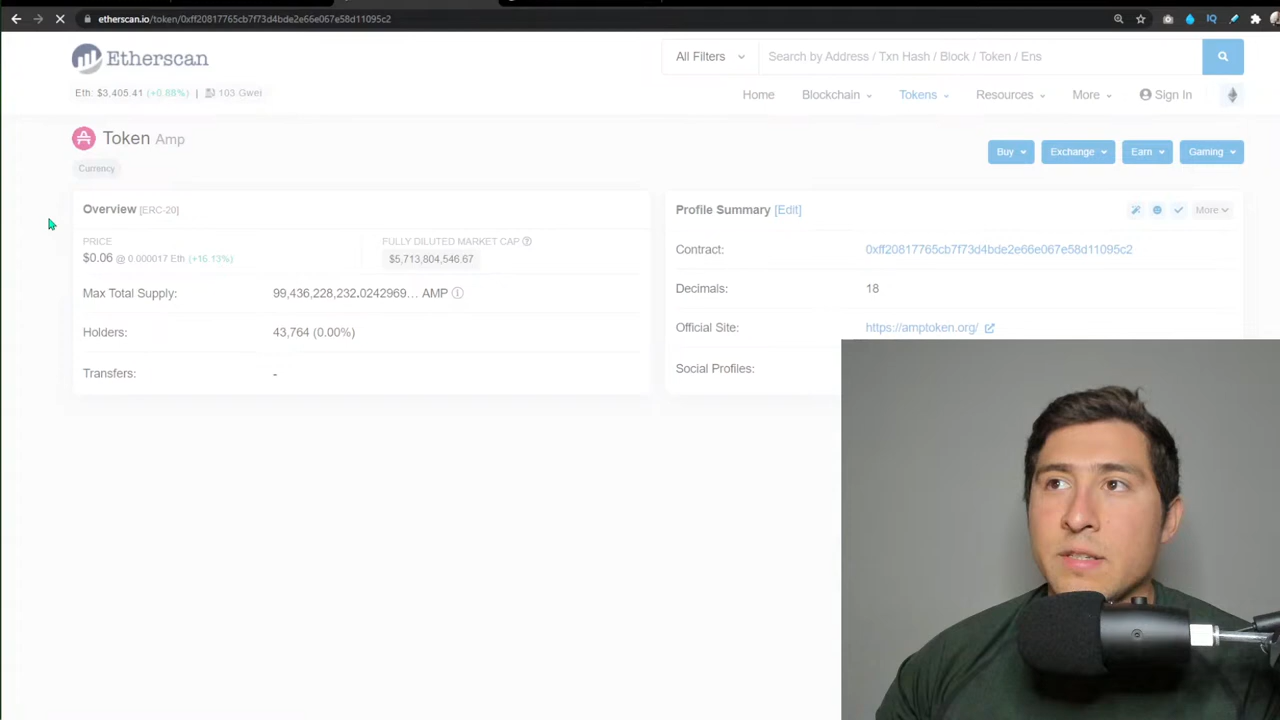 etherscan.io/token/0xff20817765cb7f73d4bde2e66e067e58d11095c2
Etherscan
All Filters
Search by Address / Txn Hash / Block / Token / Ens
Eth: $3,405.41 (+0.88%) | 103 Gwei
Home Blockchain Tokens Resources More Sign In
Token Amp
Currency
Buy Exchange Earn Gaming
Overview [ERC-20]
PRICE
$0.06 @ 0.000017 Eth (+16.13%)
FULLY DILUTED MARKET CAP
$5,713,804,546.67
Max Total Supply: 99,436,228,232.0242969... AMP
Holders: 43,764 (0.00%)
Transfers: -
Profile Summary [Edit]
More
Contract: 0xff20817765cb7f73d4bde2e66e067e58d11095c2
Decimals: 18
Official Site: https://amptoken.org/
Social Profiles: